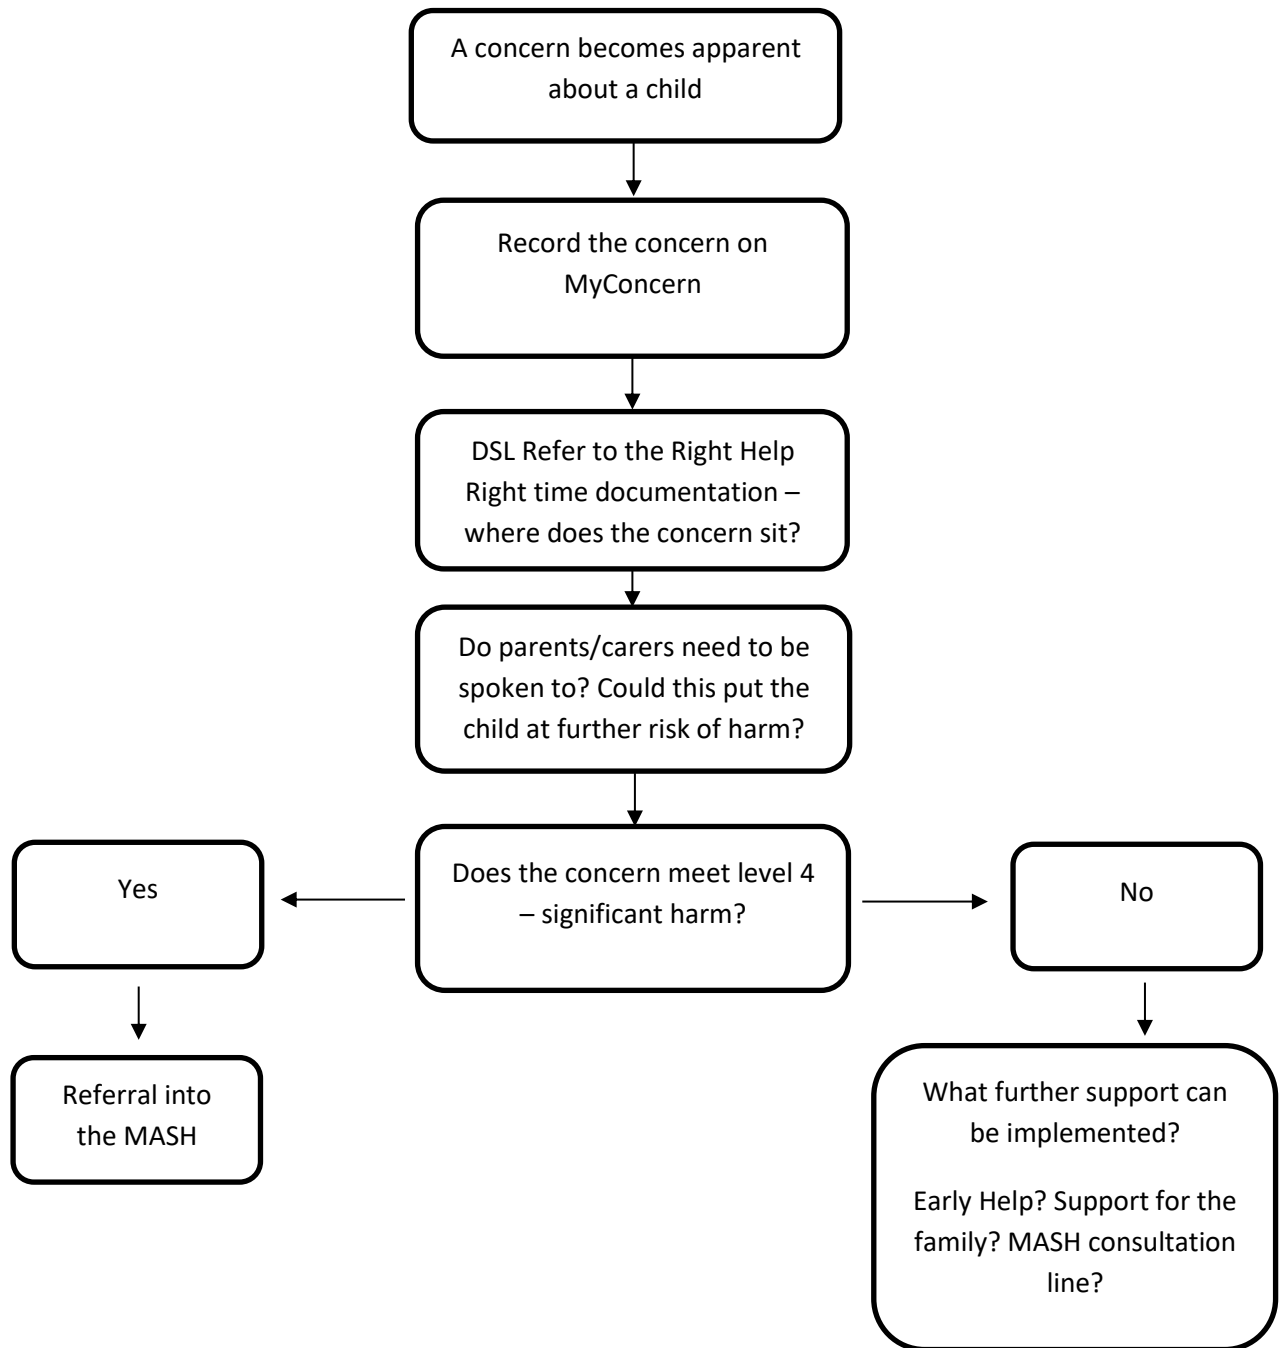 A concern becomes apparent
about a child
Record the concern on
MyConcern
DSL Refer to the Right Help
Right time documentation –
where does the concern sit?
Do parents/carers need to be
spoken to? Could this put the
child at further risk of harm?
Does the concern meet level 4
– significant harm?
Yes
No
Referral into
the MASH
What further support can
be implemented?
Early Help? Support for the
family? MASH consultation
line?